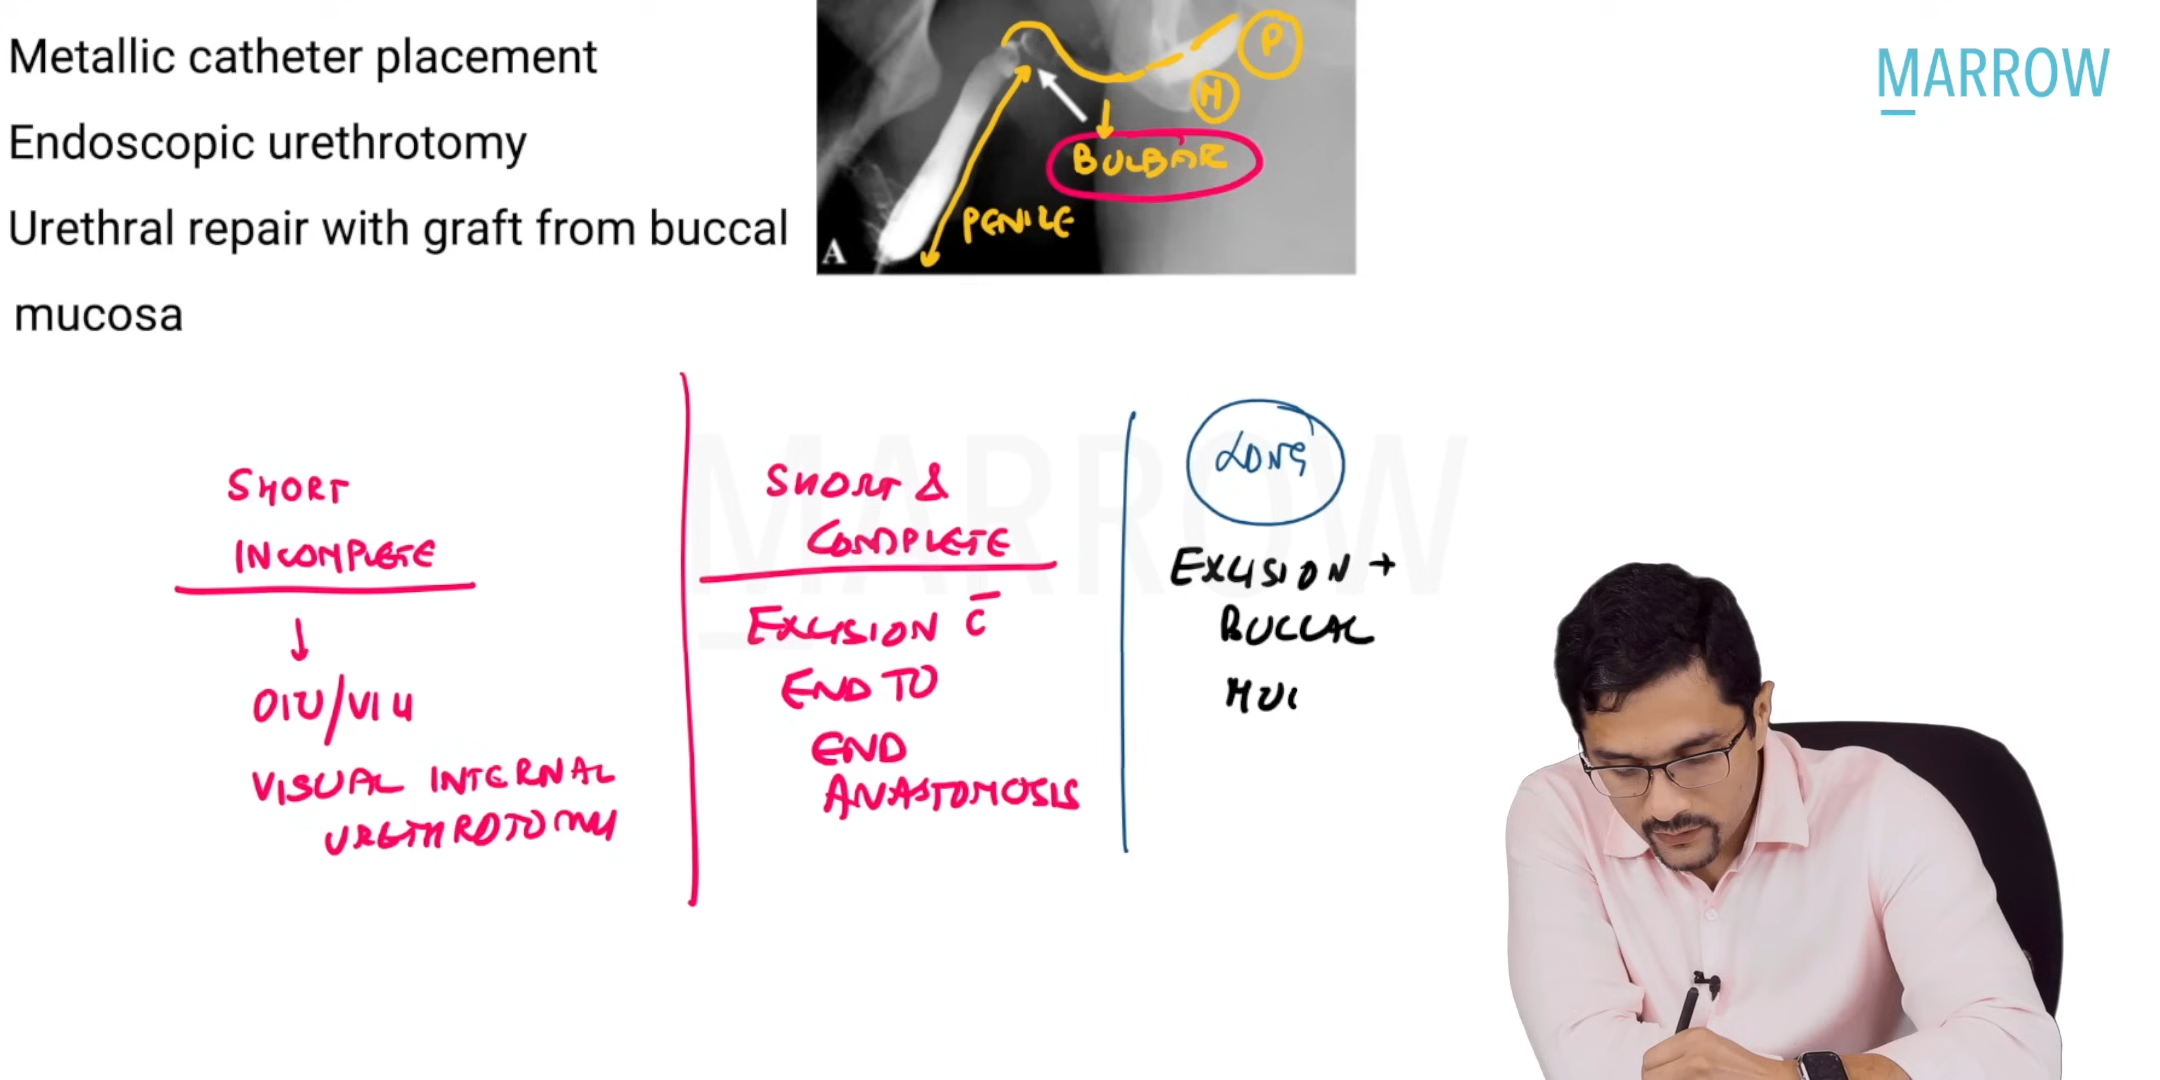 Metallic catheter placement
Endoscopic urethrotomy
Urethral repair with graft from buccal
mucosa
MARROW
P
M
BULBAR
PENILE
A
SHORT
INCOMPLETE
OIU/VIU
VISUAL INTERNAL
URETHROTOMY
SHORT &
COMPLETE
EXCISION c̄
END TO
END
ANASTOMOSIS
LONG
EXCISION +
BUCCAL
MUC
MARROW